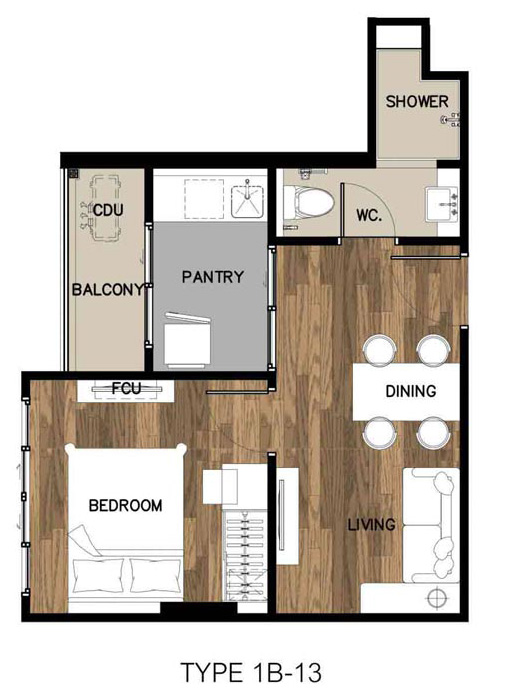 SHOWER
CDU
WC.
PANTRY
BALCONY
FCU
DINING
BEDROOM
LIVING
TYPE 1B-13